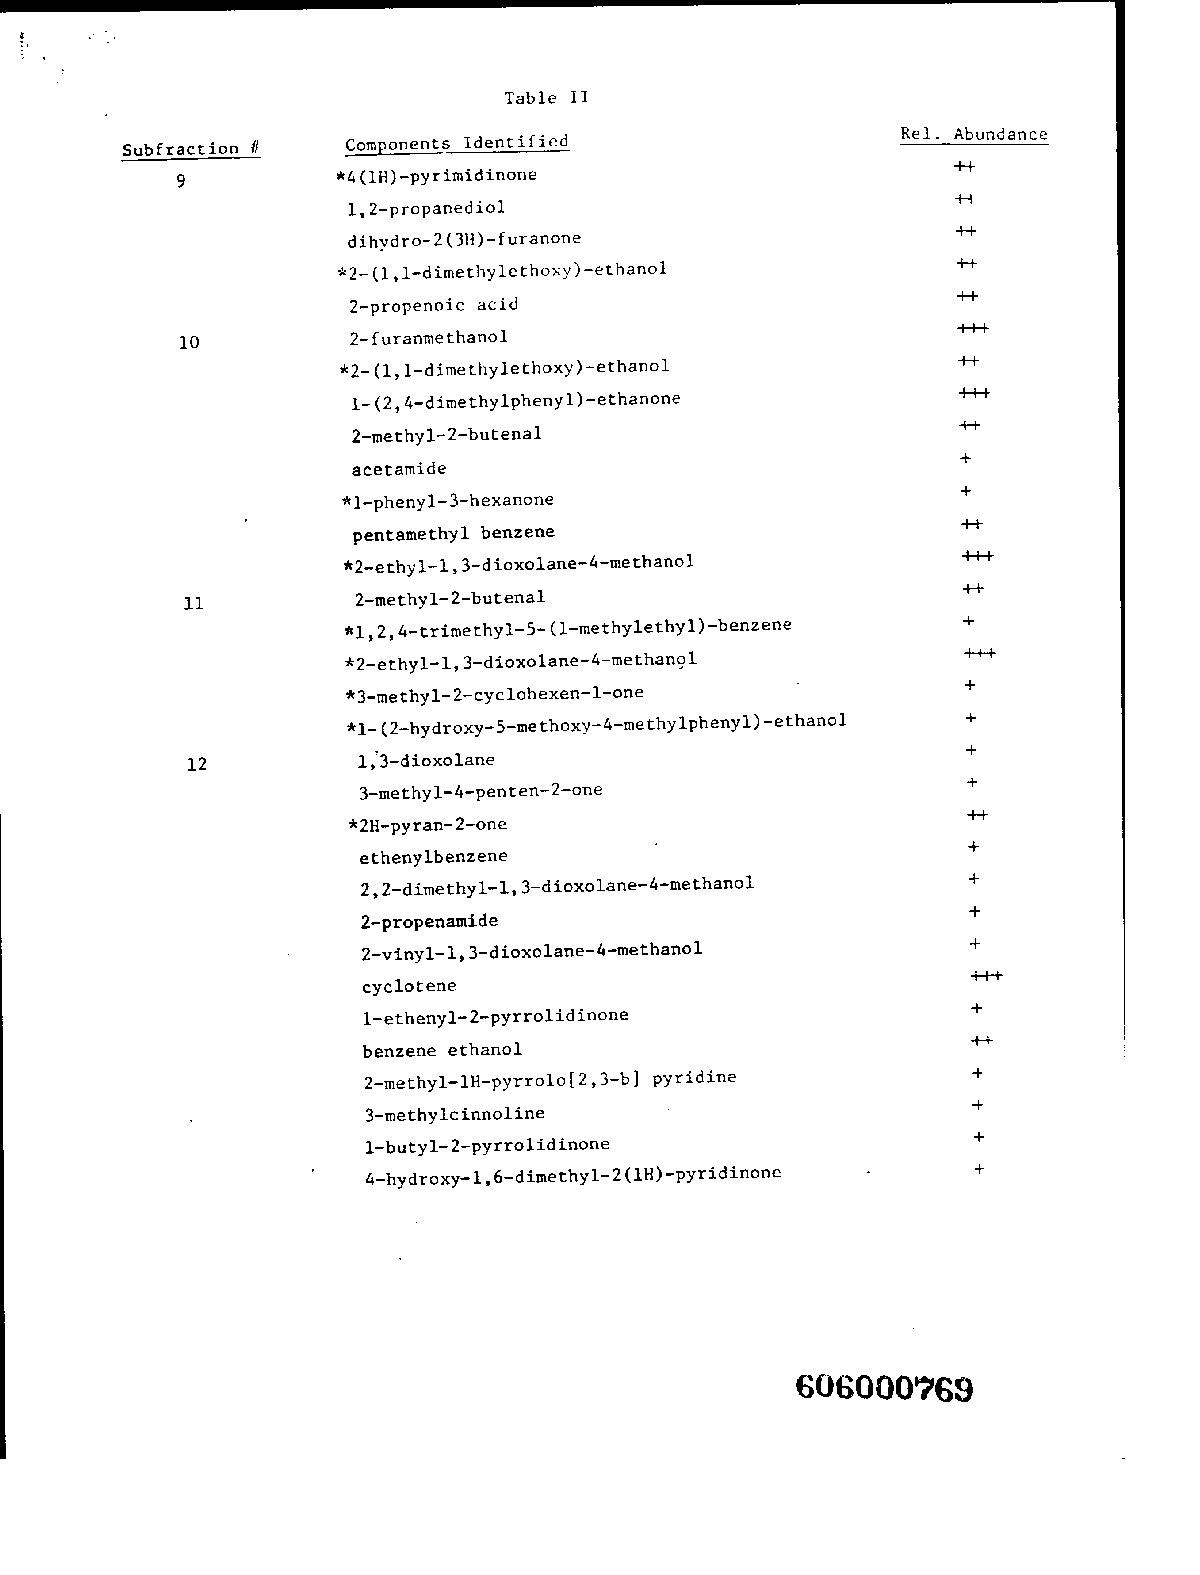 Table II
Subfraction # Components Identified Rel. Abundance
9 *4(1H)-pyrimidinone ++
1,2-propanediol ++
dihydro-2(3H)-furanone ++
*2-(1,1-dimethylethoxy)-ethanol ++
2-propenoic acid ++
10 2-furanmethanol +++
*2-(1,1-dimethylethoxy)-ethanol ++
1-(2,4-dimethylphenyl)-ethanone +++
2-methyl-2-butenal ++
acetamide +
*1-phenyl-3-hexanone +
pentamethyl benzene ++
*2-ethyl-1,3-dioxolane-4-methanol +++
11 2-methyl-2-butenal ++
*1,2,4-trimethyl-5-(1-methylethyl)-benzene +
*2-ethyl-1,3-dioxolane-4-methanol +++
*3-methyl-2-cyclohexen-1-one +
*1-(2-hydroxy-5-methoxy-4-methylphenyl)-ethanol +
12 1,3-dioxolane +
3-methyl-4-penten-2-one +
*2H-pyran-2-one ++
ethenylbenzene +
2,2-dimethyl-1,3-dioxolane-4-methanol +
2-propenamide +
2-vinyl-1,3-dioxolane-4-methanol +
cyclotene +++
1-ethenyl-2-pyrrolidinone +
benzene ethanol ++
2-methyl-1H-pyrrolo[2,3-b] pyridine +
3-methylcinnoline +
1-butyl-2-pyrrolidinone +
4-hydroxy-1,6-dimethyl-2(1H)-pyridinone +
606000769